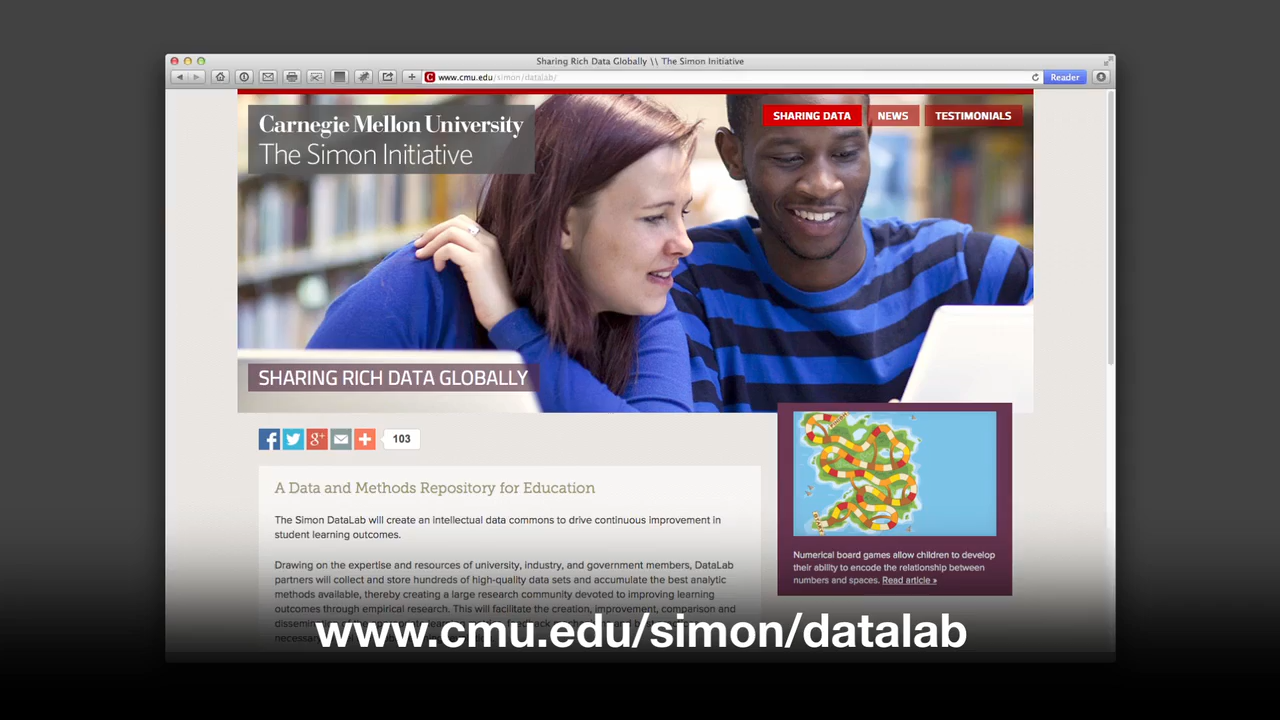 Sharing Rich Data Globally \\ The Simon Initiative
www.cmu.edu/simon/datalab/
Reader
Carnegie Mellon University
The Simon Initiative
SHARING DATA
NEWS
TESTIMONIALS
SHARING RICH DATA GLOBALLY
103
A Data and Methods Repository for Education
The Simon DataLab will create an intellectual data commons to drive continuous improvement in
student learning outcomes.
Drawing on the expertise and resources of university, industry, and government members, DataLab
partners will collect and store hundreds of high-quality data sets and accumulate the best analytic
methods available, thereby creating a large research community devoted to improving learning
outcomes through empirical research. This will facilitate the creation, improvement, comparison and
Numerical board games allow children to develop
their ability to encode the relationship between
numbers and spaces. Read article »
www.cmu.edu/simon/datalab